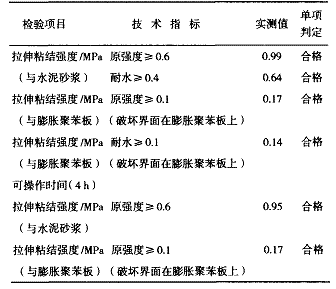 检验项目 技 术 指 标 实测值 单项判定
拉伸粘结强度/MPa 原强度≥0.6 0.99 合格
（与水泥砂浆） 耐水≥0.4 0.64 合格
拉伸粘结强度/MPa 原强度≥0.1 0.17 合格
（与膨胀聚苯板）（破坏界面在膨胀聚苯板上）
拉伸粘结强度/MPa 耐水≥0.1 0.14 合格
（与膨胀聚苯板）（破坏界面在膨胀聚苯板上）
可操作时间（4 h）
拉伸粘结强度/MPa 原强度≥0.6 0.95 合格
（与水泥砂浆）
拉伸粘结强度/MPa 原强度≥0.1 0.17 合格
（与膨胀聚苯板）（破坏界面在膨胀聚苯板上）